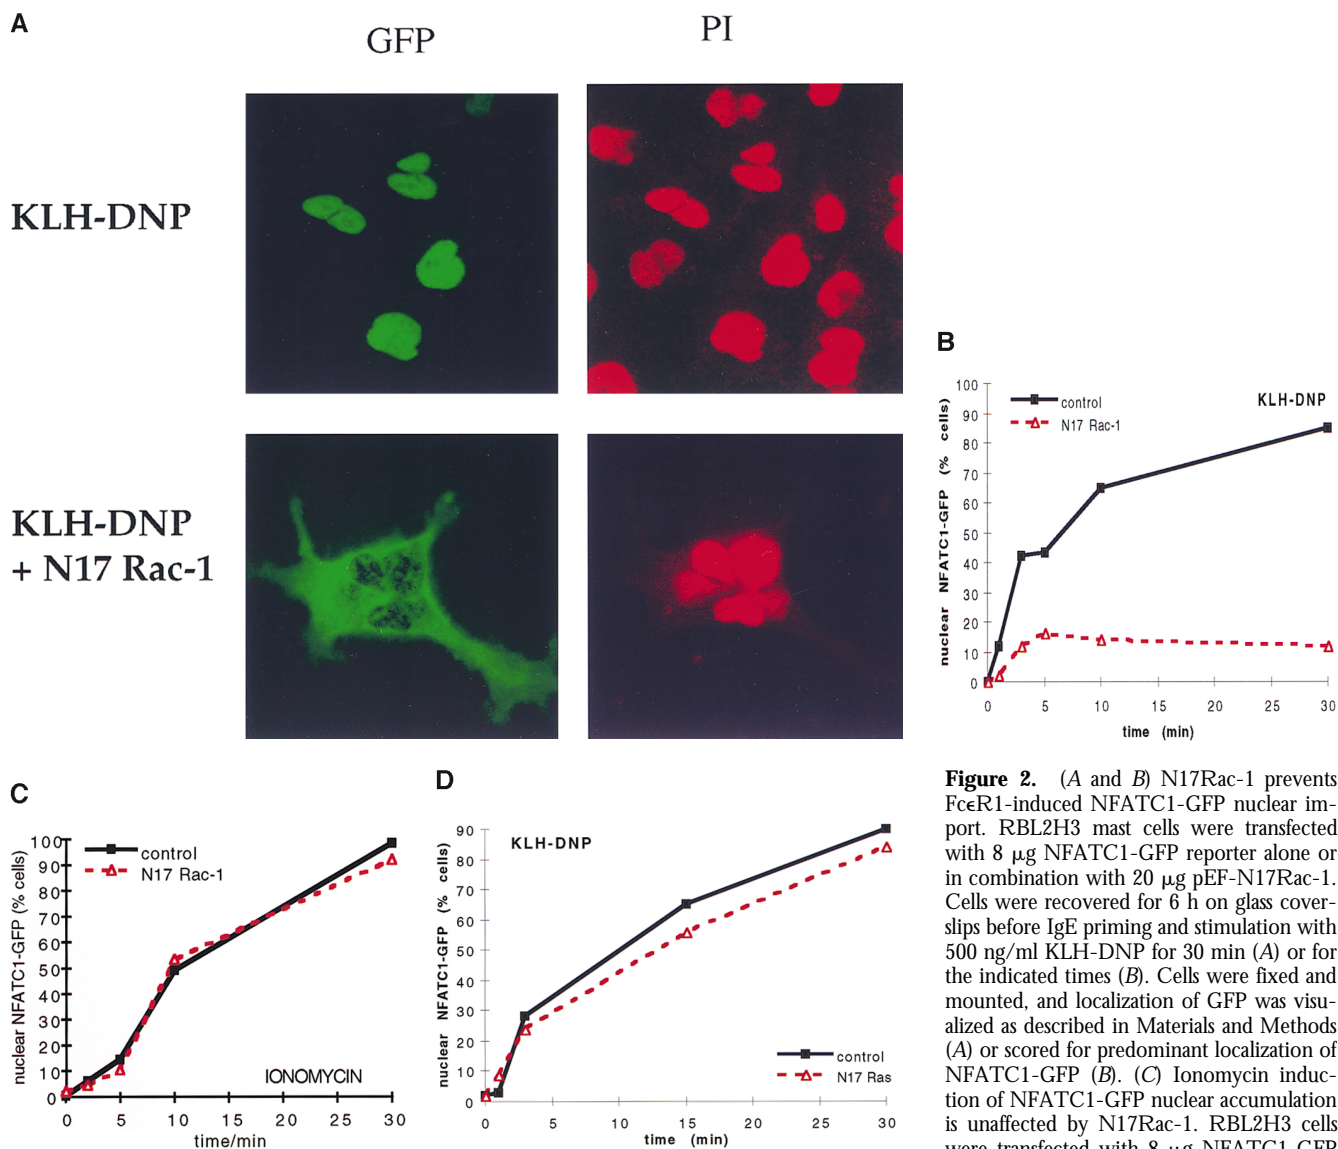 A
GFP
PI
KLH-DNP
KLH-DNP
+ N17 Rac-1
B
nuclear NFATC1-GFP (% cells)
100
90
80
70
60
50
40
30
20
10
0
control
N17 Rac-1
KLH-DNP
0 5 10 15 20 25 30
time (min)
C
nuclear NFATC1-GFP (% cells)
100
90
80
70
60
50
40
30
20
10
0
control
N17 Rac-1
IONOMYCIN
0 5 10 15 20 25 30
time/min
D
nuclear NFATC1-GFP (% cells)
90
80
70
60
50
40
30
20
10
0
KLH-DNP
control
N17 Ras
0 5 10 15 20 25 30
time (min)
Figure 2. (A and B) N17Rac-1 prevents
FcϵR1-induced NFATC1-GFP nuclear im-
port. RBL2H3 mast cells were transfected
with 8 μg NFATC1-GFP reporter alone or
in combination with 20 μg pEF-N17Rac-1.
Cells were recovered for 6 h on glass cover-
slips before IgE priming and stimulation with
500 ng/ml KLH-DNP for 30 min (A) or for
the indicated times (B). Cells were fixed and
mounted, and localization of GFP was visu-
alized as described in Materials and Methods
(A) or scored for predominant localization of
NFATC1-GFP (B). (C) Ionomycin induc-
tion of NFATC1-GFP nuclear accumulation
is unaffected by N17Rac-1. RBL2H3 cells
were transfected with 8 μg NFATC1-GFP